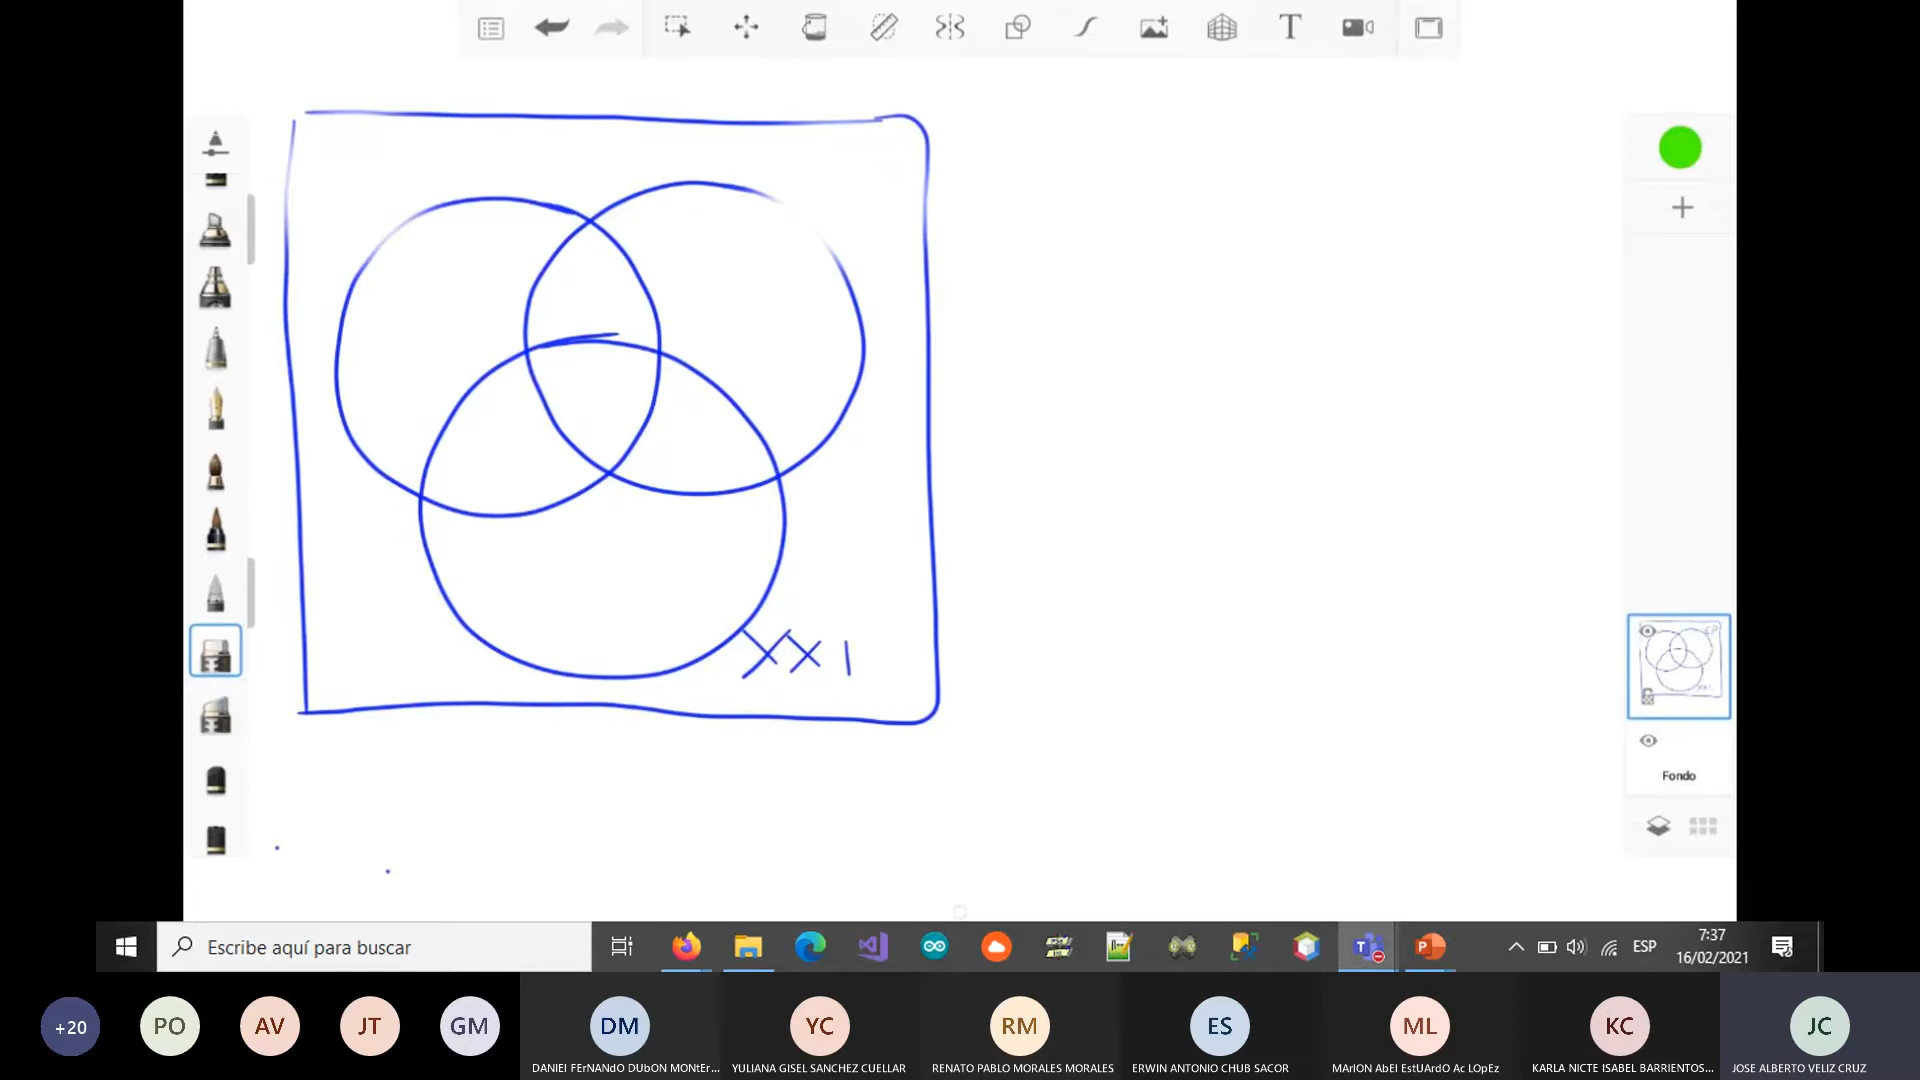 T
XX I
Fondo
Escribe aquí para buscar
ESP
7:37
16/02/2021
+20
PO
AV
JT
GM
DM
YC
RM
ES
ML
KC
JC
DANIEl FErNANdO DUbON MONtEr...
YULIANA GISEL SANCHEZ CUELLAR
RENATO PABLO MORALES MORALES
ERWIN ANTONIO CHUB SACOR
MArION AbEl EstUArdO Ac LOpEz
KARLA NICTE ISABEL BARRIENTOS...
JOSE ALBERTO VELIZ CRUZ